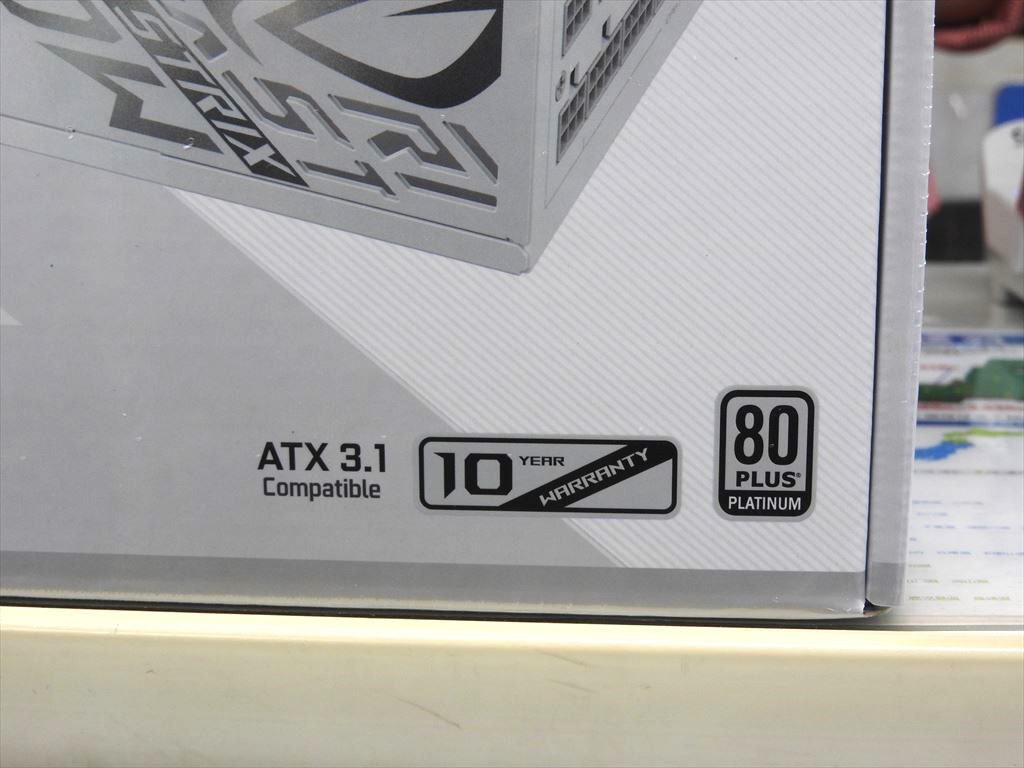 STRIX
ATX 3.1
Compatible
10 YEAR WARRANTY
80
PLUS®
PLATINUM